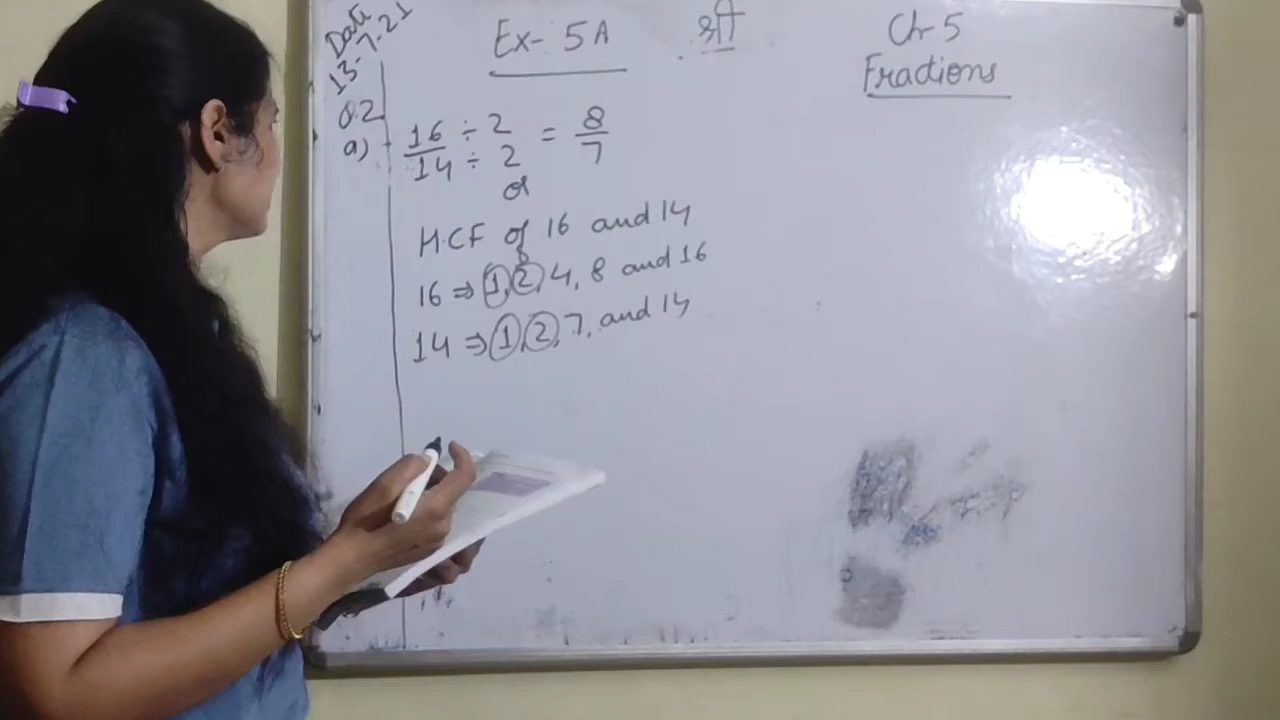 Date
13-7-21
Ex- 5A
श्री
Ch-5
Fractions
Q.2
a) 16 ÷ 2 = 8
14 ÷ 2 7
or
H.C.F of 16 and 14
16 ⇒ 1, 2, 4, 8 and 16
14 ⇒ 1, 2, 7, and 14